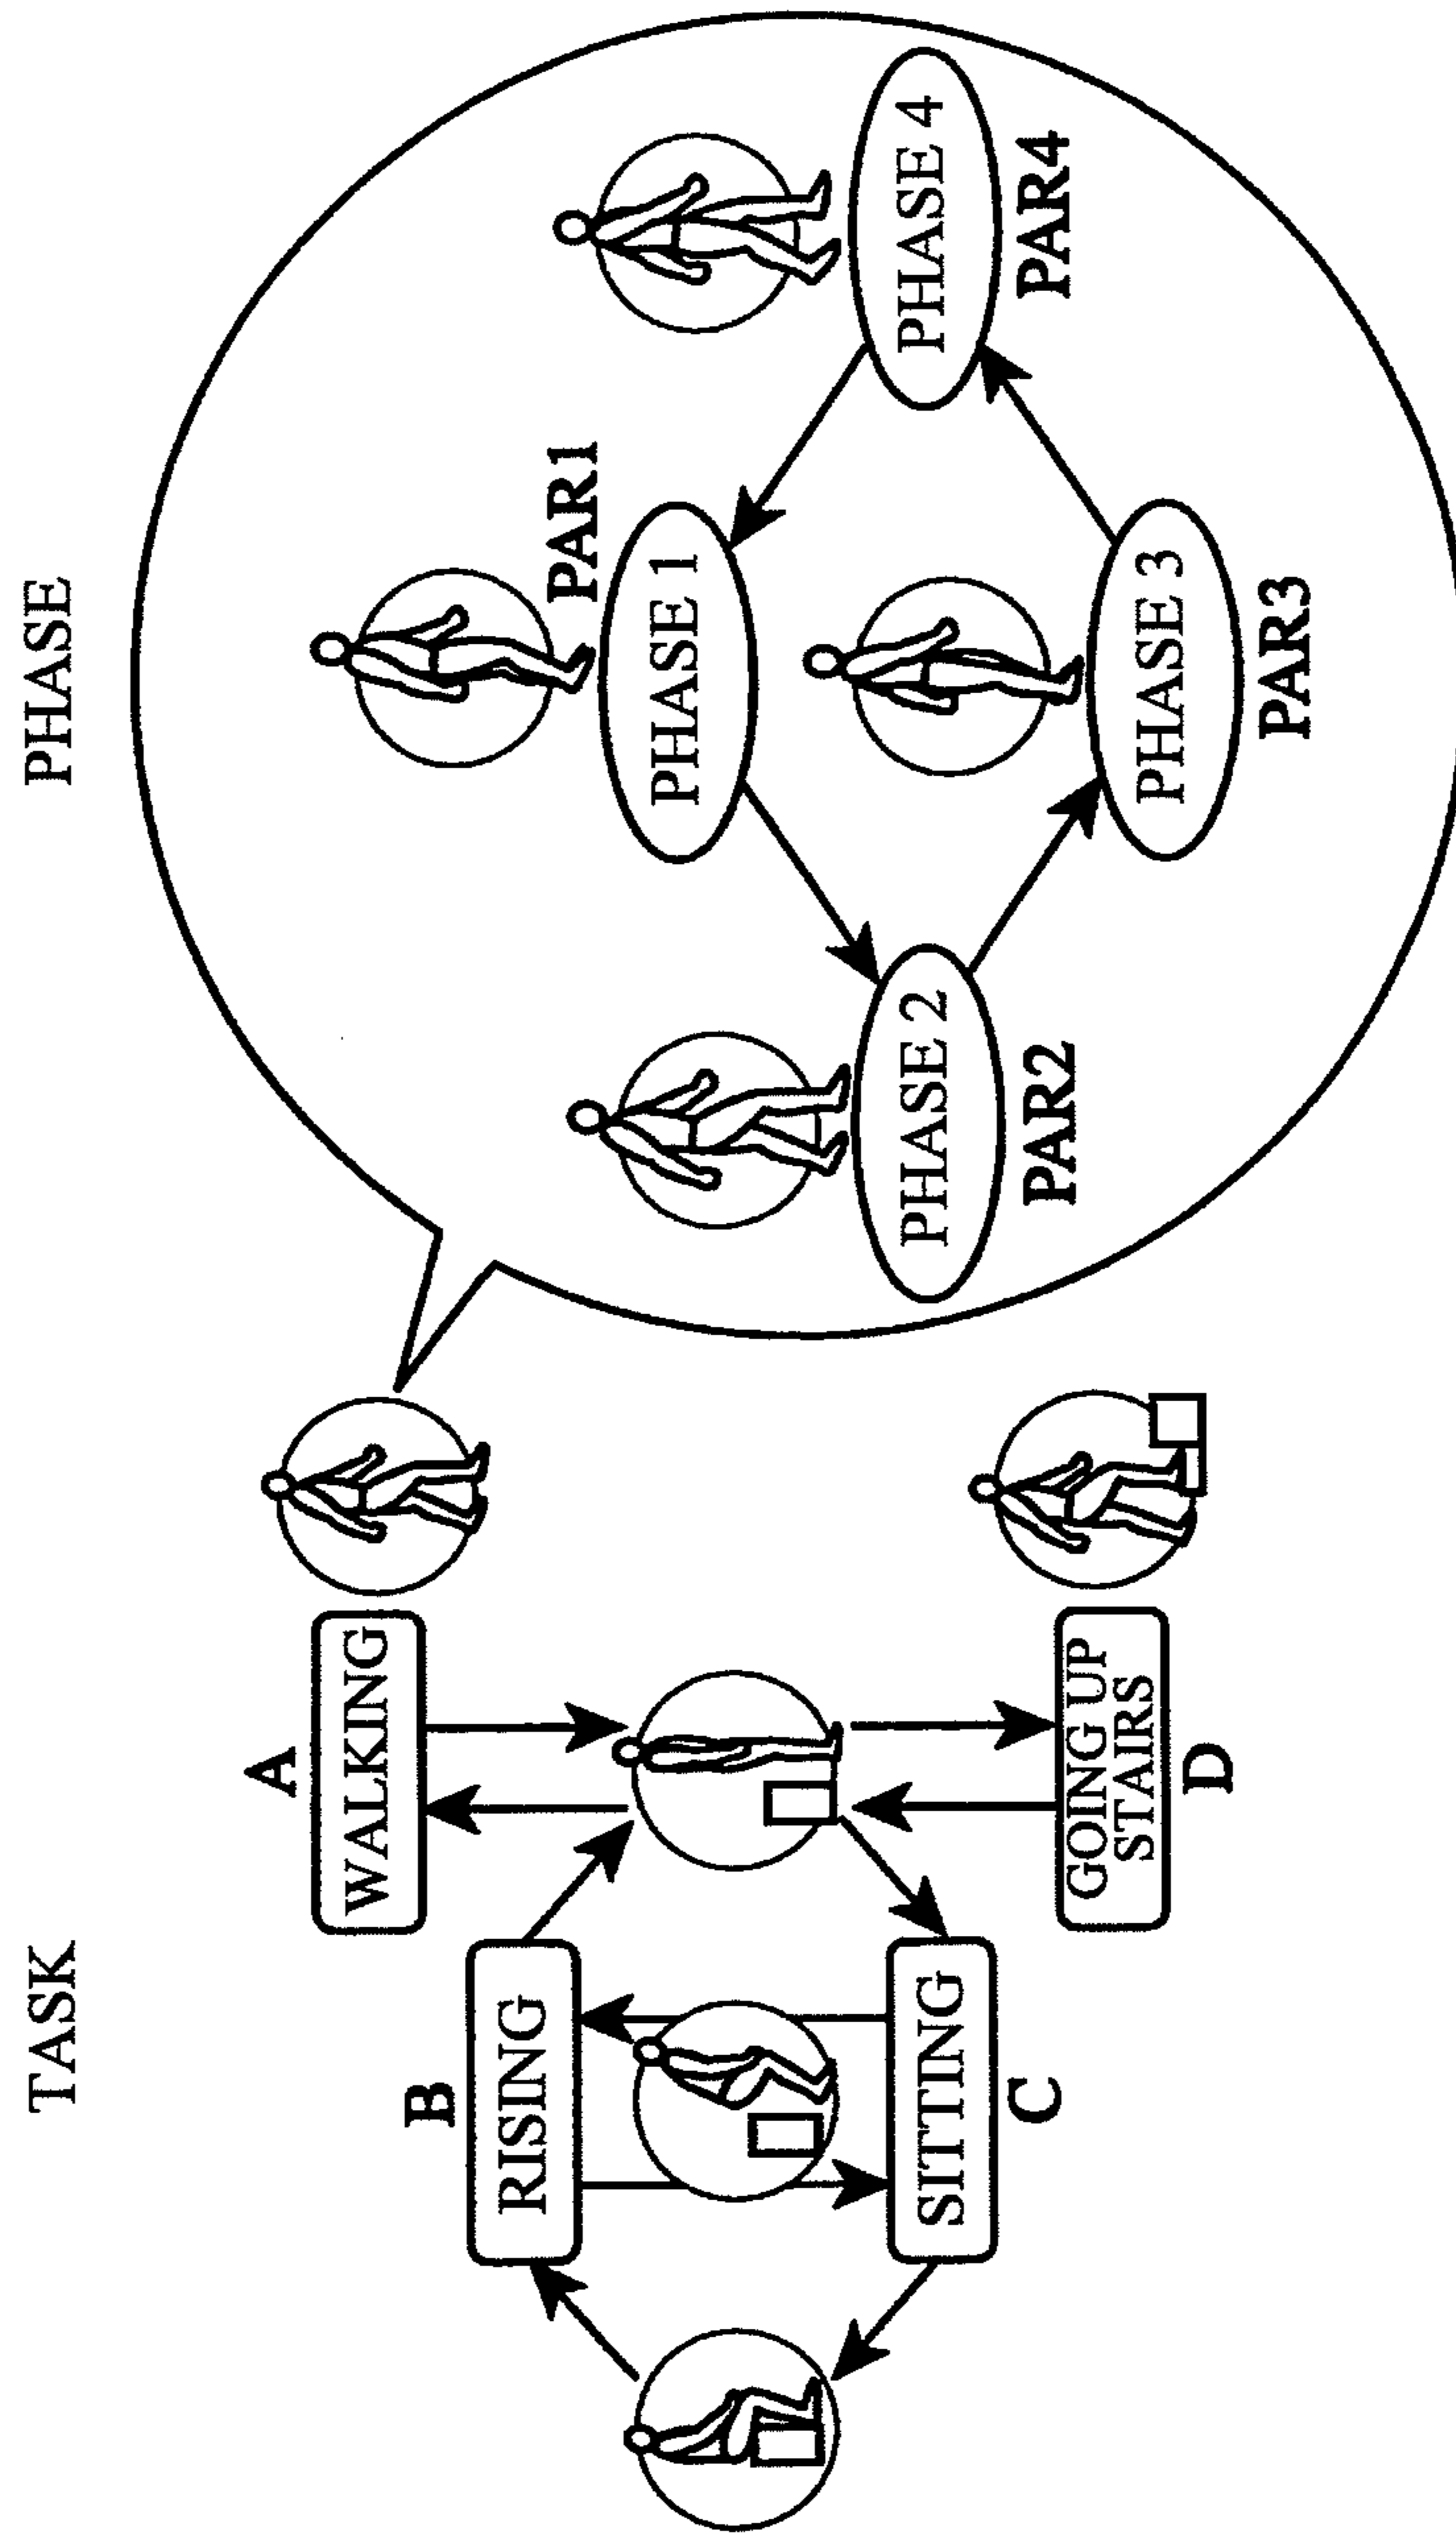 TASK
PHASE
A
WALKING
B
RISING
SITTING
C
GOING UP
STAIRS
D
PAR1
PHASE 1
PHASE 2
PAR2
PHASE 3
PAR3
PHASE 4
PAR4